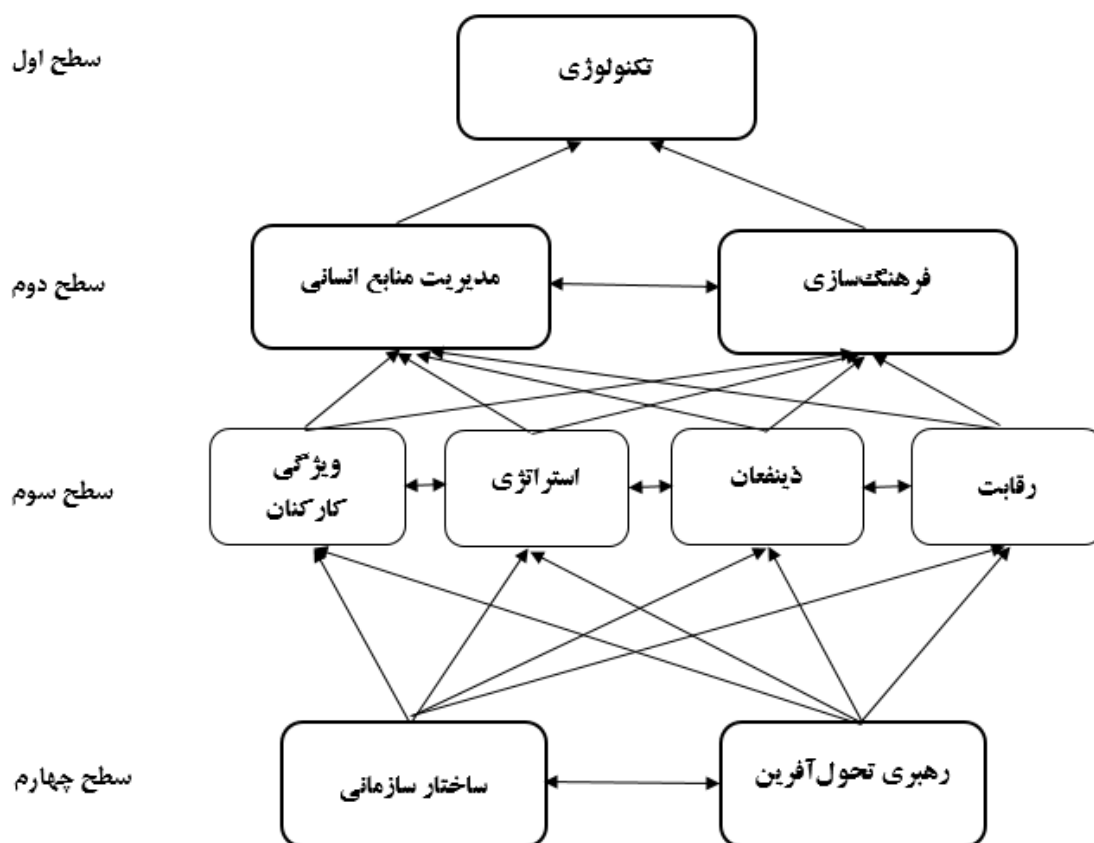 سطح اول
تکنولوژی
سطح دوم
فرهنگ‌سازی
مدیریت منابع انسانی
سطح سوم
رقابت
ذینفعان
استراتژی
ویژگی
کارکنان
سطح چهارم
رهبری تحول‌آفرین
ساختار سازمانی